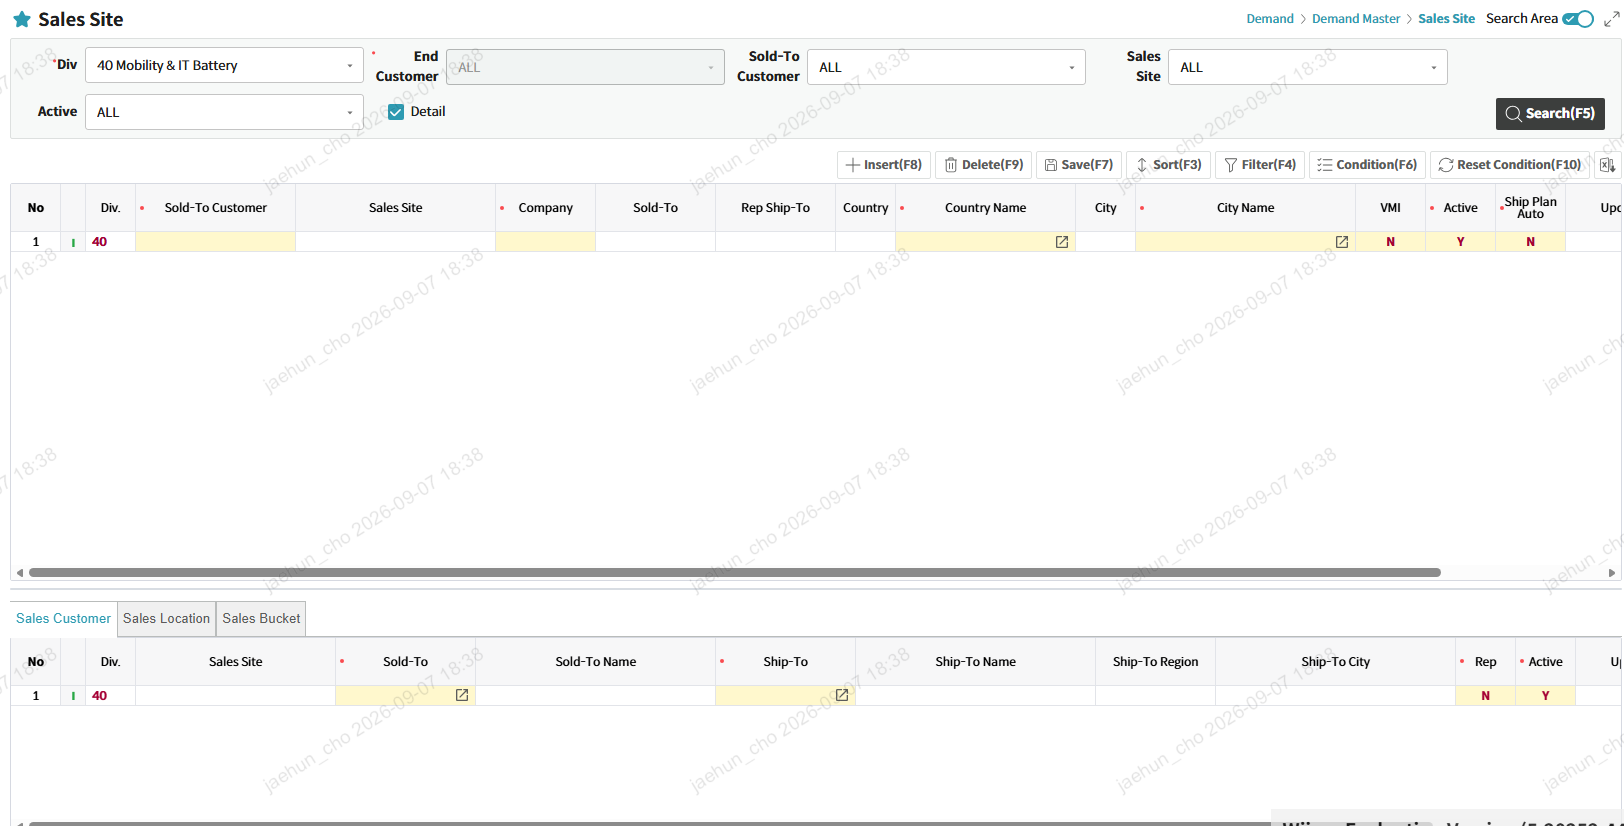 Sales Site
Demand > Demand Master > Sales Site Search Area
*Div 40 Mobility & IT Battery
* End Customer ALL
Sold-To Customer ALL
Sales Site ALL
Active ALL
Detail
Search(F5)
Insert(F8) Delete(F9) Save(F7) Sort(F3) Filter(F4) Condition(F6) Reset Condition(F10)
No Div. * Sold-To Customer Sales Site * Company Sold-To Rep Ship-To Country * Country Name City * City Name VMI * Active * Ship Plan Auto
1 I 40 N Y N
Sales Customer Sales Location Sales Bucket
No Div. Sales Site * Sold-To Sold-To Name * Ship-To Ship-To Name Ship-To Region Ship-To City * Rep * Active
1 I 40 N Y
jaehun_cho 2026-09-07 18:38